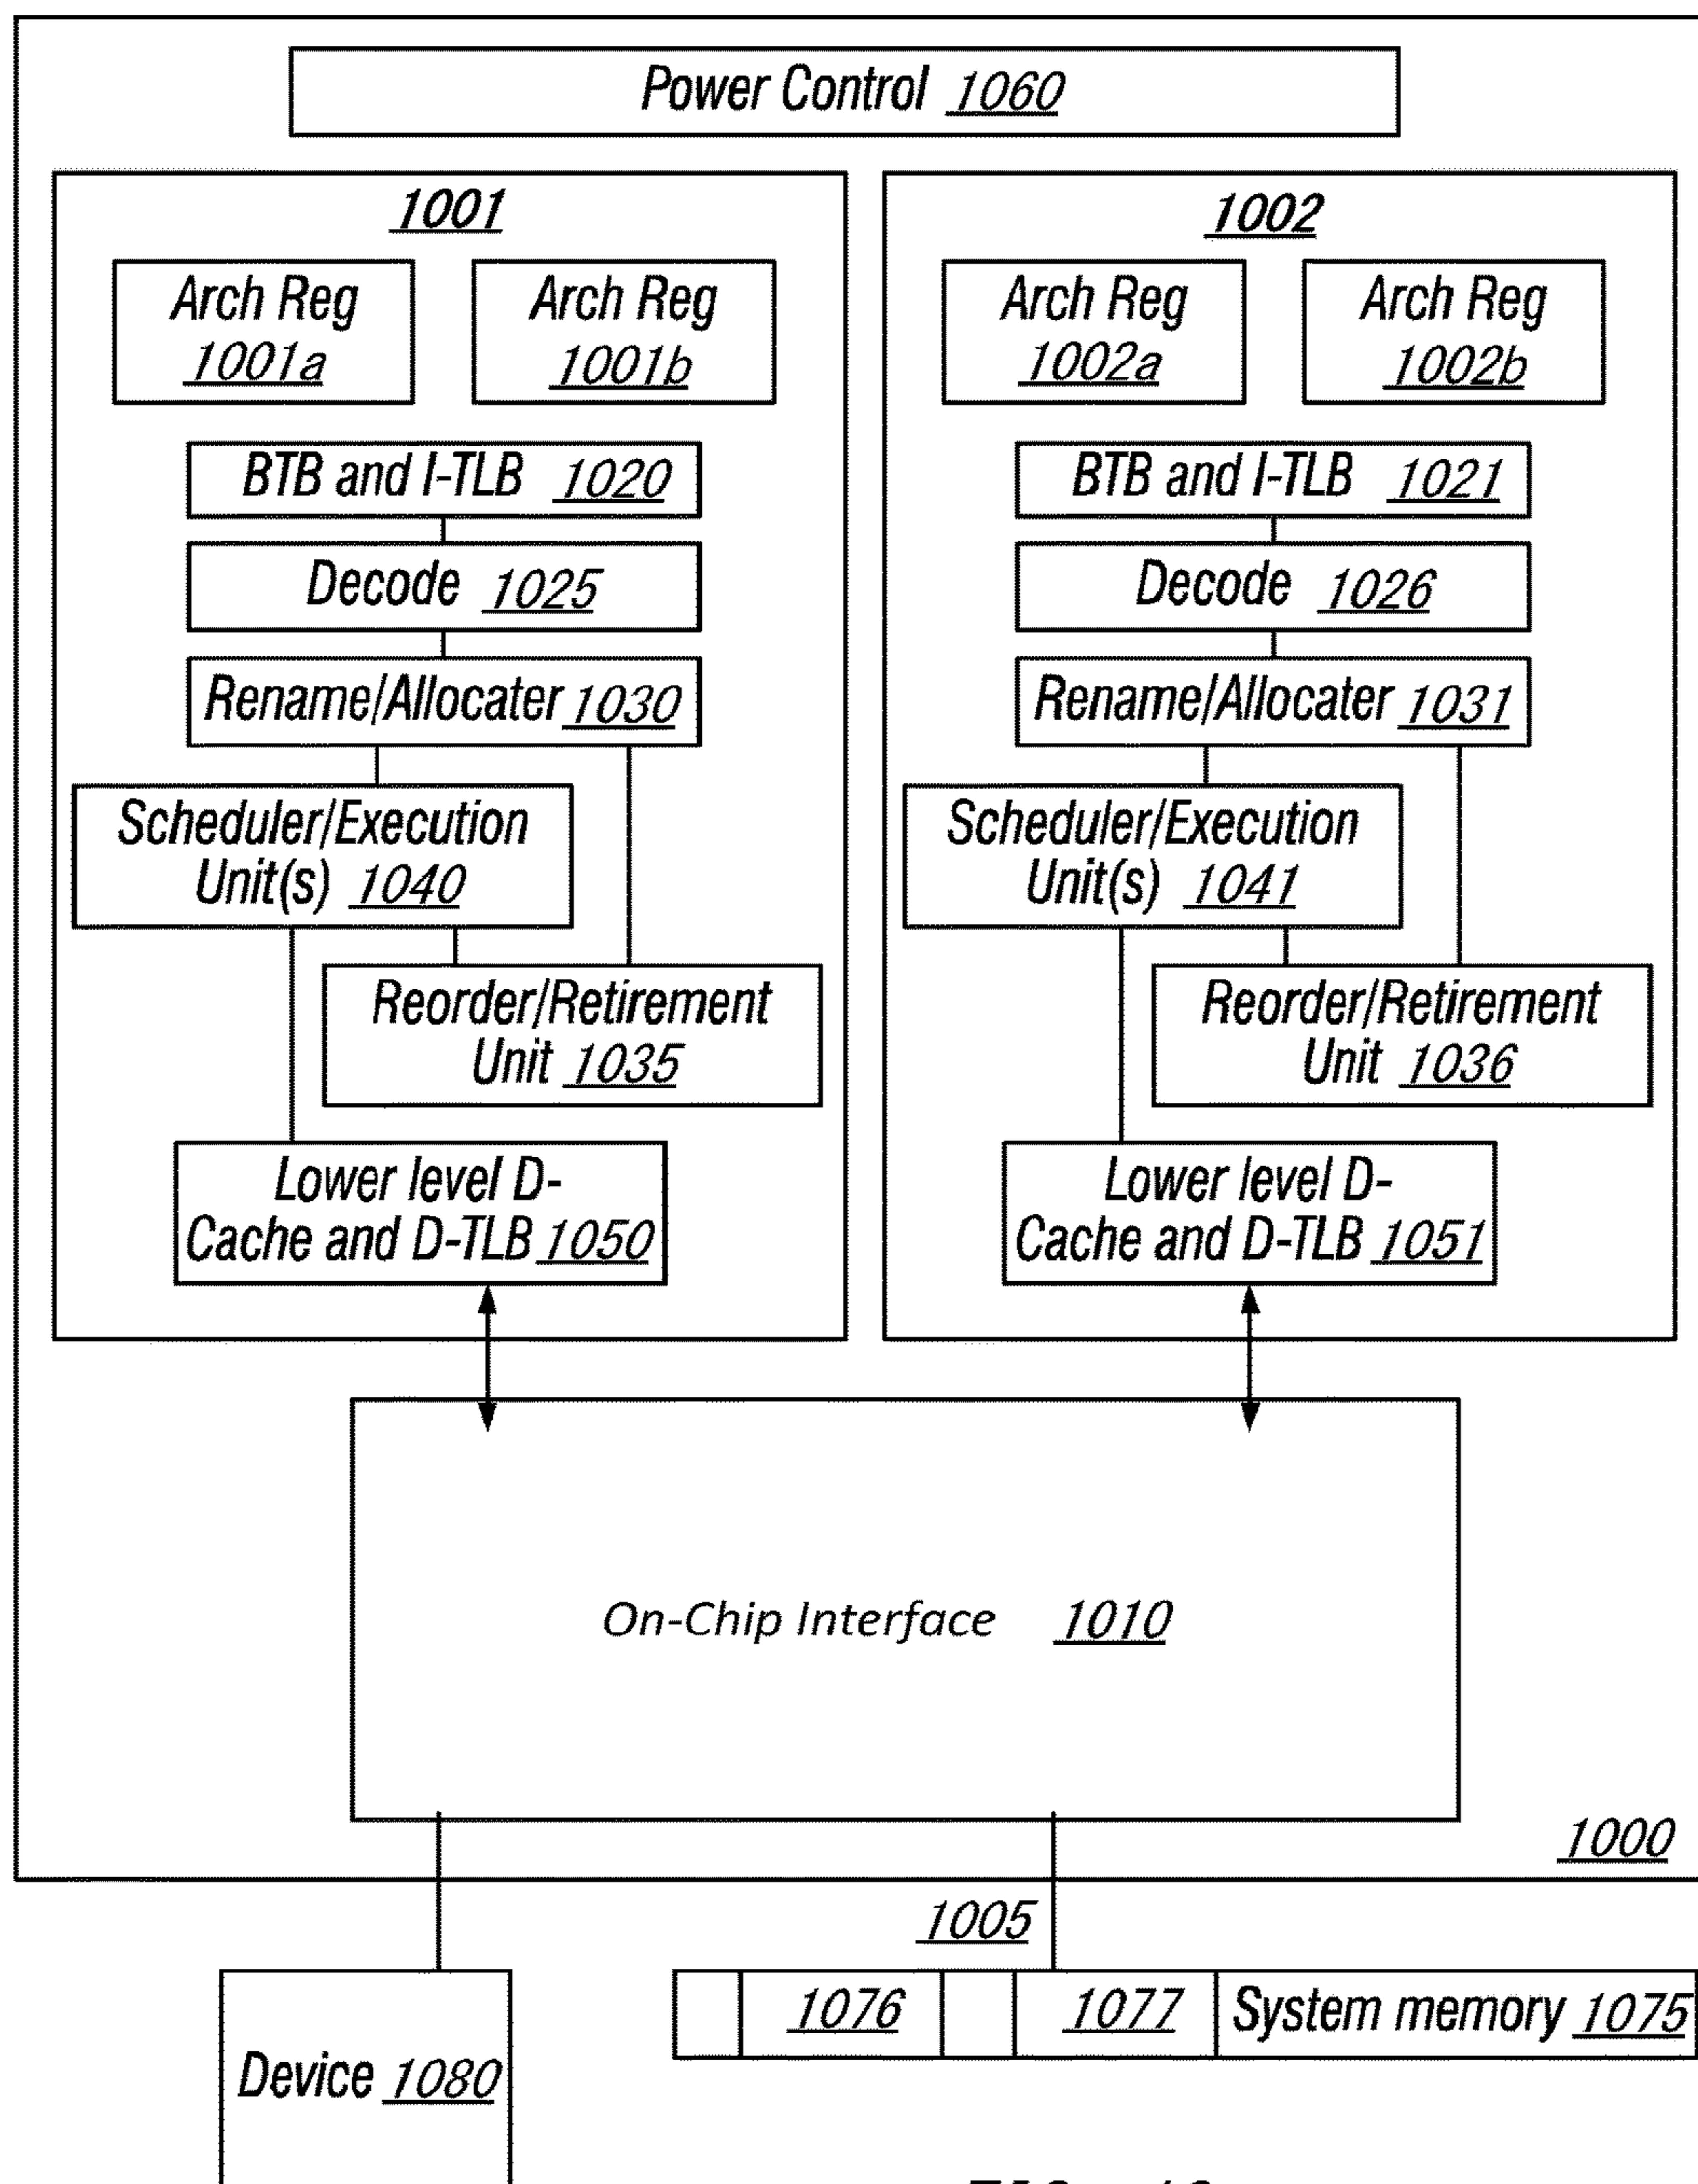 Power Control 1060
1001
Arch Reg
1001a
Arch Reg
1001b
BTB and I-TLB 1020
Decode 1025
Rename/Allocater 1030
Scheduler/Execution
Unit(s) 1040
Reorder/Retirement
Unit 1035
Lower level D-
Cache and D-TLB 1050
1002
Arch Reg
1002a
Arch Reg
1002b
BTB and I-TLB 1021
Decode 1026
Rename/Allocater 1031
Scheduler/Execution
Unit(s) 1041
Reorder/Retirement
Unit 1036
Lower level D-
Cache and D-TLB 1051
On-Chip Interface 1010
1000
1005
1076
1077
System memory 1075
Device 1080